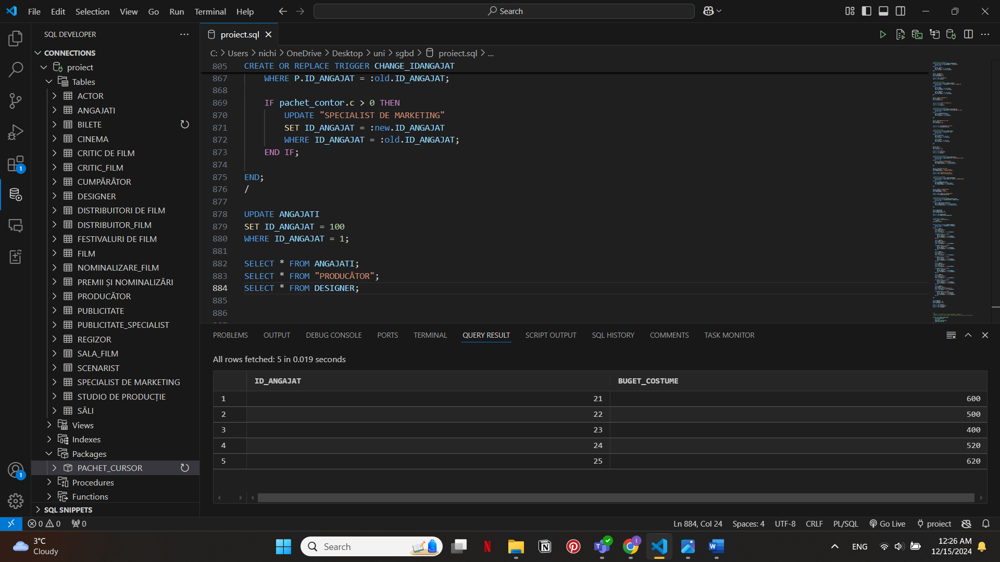 File Edit Selection View Go Run Terminal Help
Search
SQL DEVELOPER
CONNECTIONS
proiect
Tables
ACTOR
ANGAJATI
BILETE
CINEMA
CRITIC DE FILM
CRITIC_FILM
CUMPĂRĂTOR
DESIGNER
DISTRIBUITORI DE FILM
DISTRIBUITOR_FILM
FESTIVALURI DE FILM
FILM
NOMINALIZARE_FILM
PREMII ȘI NOMINALIZĂRI
PRODUCĂTOR
PUBLICITATE
PUBLICITATE_SPECIALIST
REGIZOR
SALA_FILM
SCENARIST
SPECIALIST DE MARKETING
STUDIO DE PRODUCȚIE
SĂLI
Views
Indexes
Packages
PACHET_CURSOR
Procedures
Functions
SQL SNIPPETS
1
1
proiect.sql
C: > Users > nichi > OneDrive > Desktop > uni > sgbd > proiect.sql > ...
805 CREATE OR REPLACE TRIGGER CHANGE_IDANGAJAT
867 WHERE P.ID_ANGAJAT = :old.ID_ANGAJAT;
868
869 IF pachet_contor.c > 0 THEN
870 UPDATE "SPECIALIST DE MARKETING"
871 SET ID_ANGAJAT = :new.ID_ANGAJAT
872 WHERE ID_ANGAJAT = :old.ID_ANGAJAT;
873 END IF;
874
875 END;
876 /
877
878 UPDATE ANGAJATI
879 SET ID_ANGAJAT = 100
880 WHERE ID_ANGAJAT = 1;
881
882 SELECT * FROM ANGAJATI;
883 SELECT * FROM "PRODUCĂTOR";
884 SELECT * FROM DESIGNER;
885
886
PROBLEMS OUTPUT DEBUG CONSOLE PORTS TERMINAL QUERY RESULT SCRIPT OUTPUT SQL HISTORY COMMENTS TASK MONITOR
All rows fetched: 5 in 0.019 seconds
ID_ANGAJAT BUGET_COSTUME
1 21 600
2 22 500
3 23 400
4 24 520
5 25 620
0 0 0 Ln 884, Col 24 Spaces: 4 UTF-8 CRLF PL/SQL Go Live proiect
3°C
Cloudy
Search
ENG
12:26 AM
12/15/2024